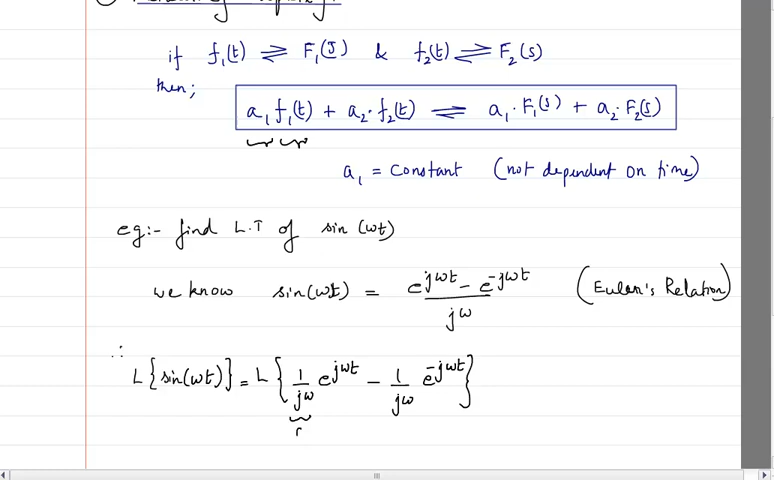 if f₁(t) ⇌ F₁(s) & f₂(t) ⇌ F₂(s)
then;
a₁ f₁(t) + a₂· f₂(t) ⇌ a₁· F₁(s) + a₂· F₂(s)
a₁ = constant (not dependent on time)
eg:- find L.T of sin(ωt)
we know sin(ωt) = (e^{jωt} - e^{-jωt})/jω (Euler's Relation)
∴
L{sin(ωt)} = L{1/jω e^{jωt} - 1/jω e^{-jωt}}